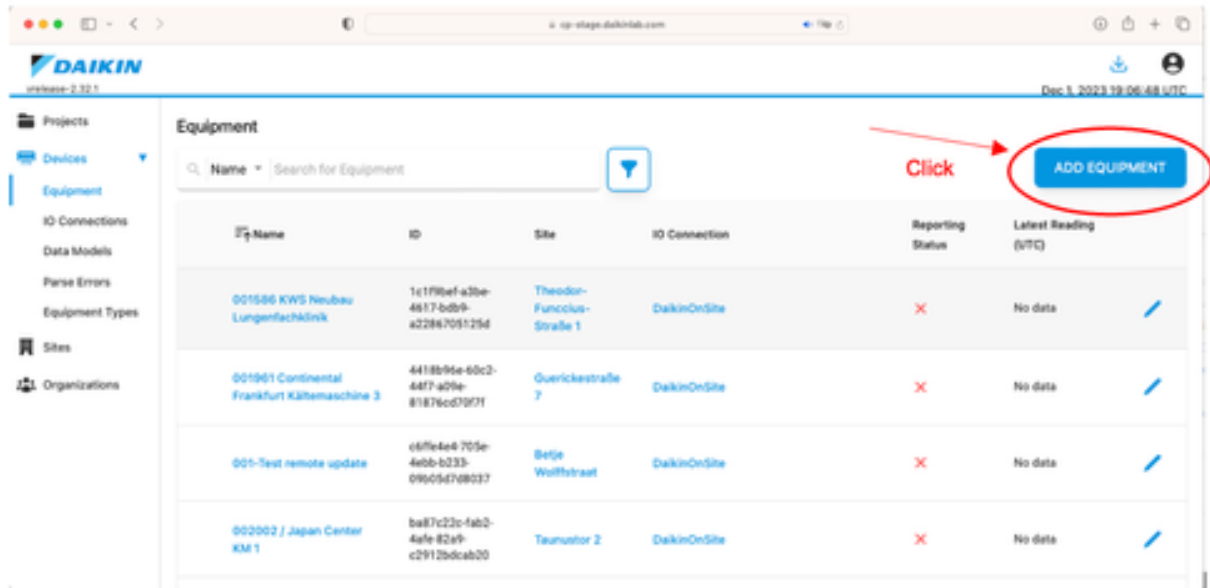 cp-stage.daikinlab.com
DAIKIN
vrelease-2.32.1
Dec 1, 2023 19:06:48 UTC
Projects
Devices
Equipment
IO Connections
Data Models
Parse Errors
Equipment Types
Sites
Organizations
Equipment
Name Search for Equipment
Click
ADD EQUIPMENT
Name ID Site IO Connection Reporting Latest Reading
Status (UTC)
001586 KWS Neubau 1c1f9bef-a3be- Theodor-
Lungenfachklinik 4617-bdb9- Funccius- DaikinOnSite No data
a2286705125d Straße 1
001961 Continental 4418b96e-60c2- Guerickestraße
Frankfurt Kältemaschine 3 44f7-a09e- 7 DaikinOnSite No data
81876cd70f7f
001-Test remote update c6ffe4e4-705e- Betje DaikinOnSite No data
4ebb-b233- Wolffstraat
09b05d7d8037
002002 / Japan Center ba87c22c-fab2- Taunustor 2 DaikinOnSite No data
KM 1 4afe-82a9-
c2912bdcab20